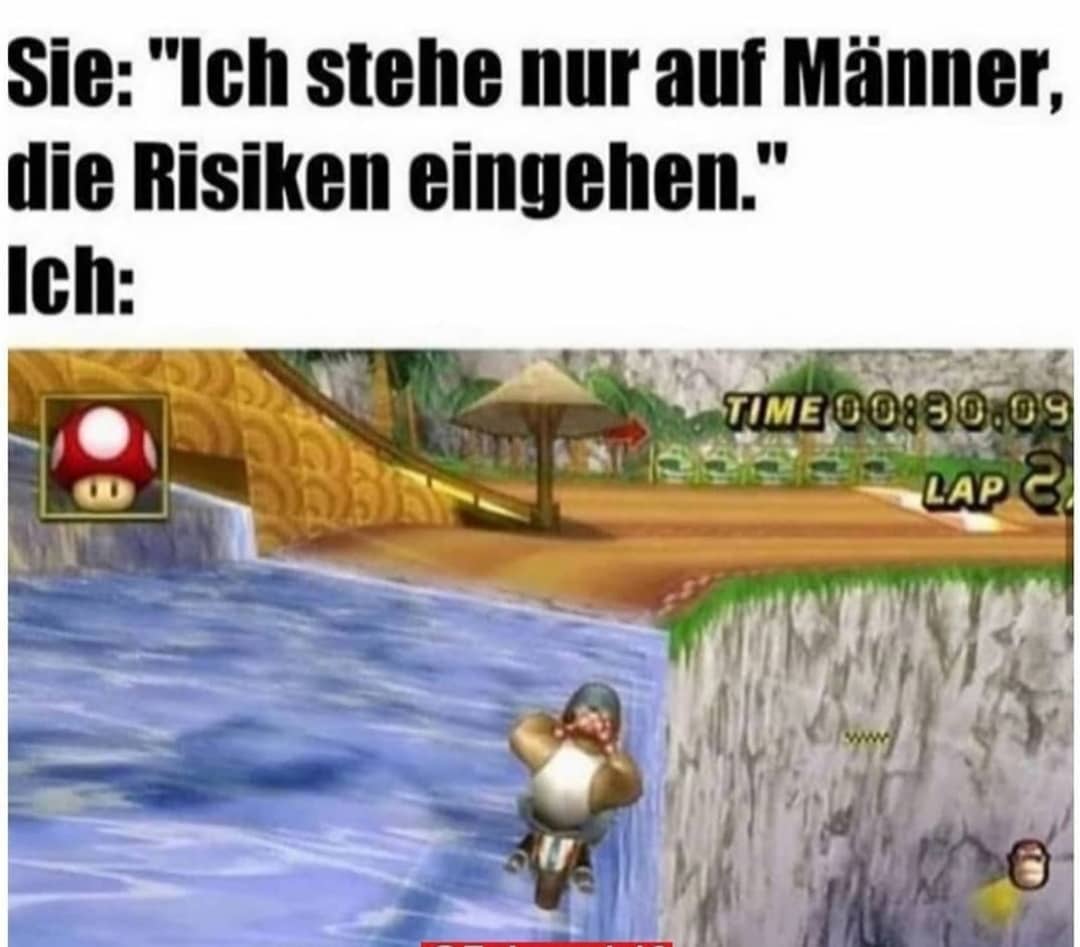 Sie: "Ich stehe nur auf Männer,
die Risiken eingehen."
Ich:
TIME 00:30.09
LAP 2